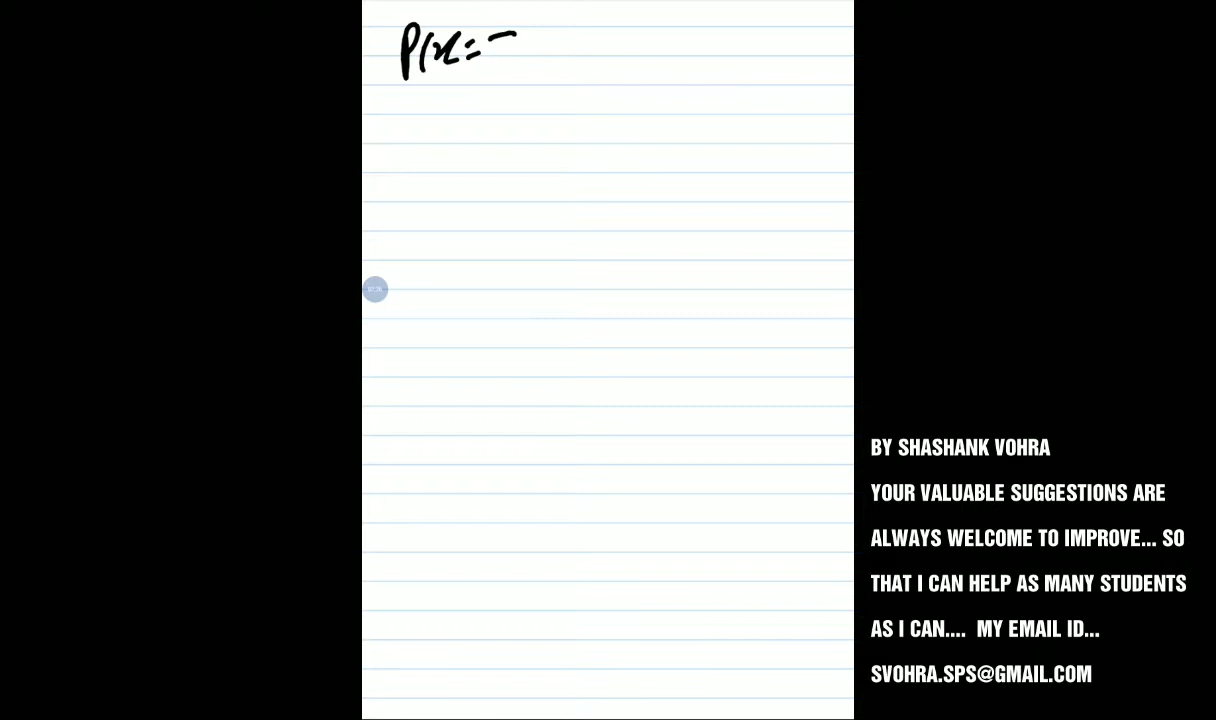 P(x=-
BY SHASHANK VOHRA
YOUR VALUABLE SUGGESTIONS ARE
ALWAYS WELCOME TO IMPROVE... SO
THAT I CAN HELP AS MANY STUDENTS
AS I CAN.... MY EMAIL ID...
SVOHRA.SPS@GMAIL.COM